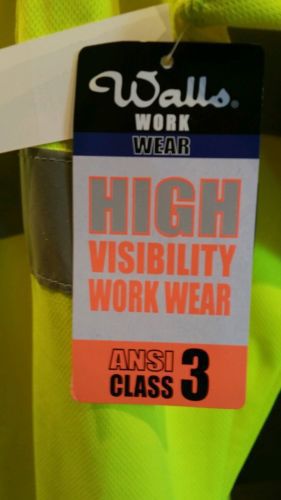 Walls®
WORK
WEAR
HIGH
VISIBILITY
WORK WEAR
ANSI
CLASS 3